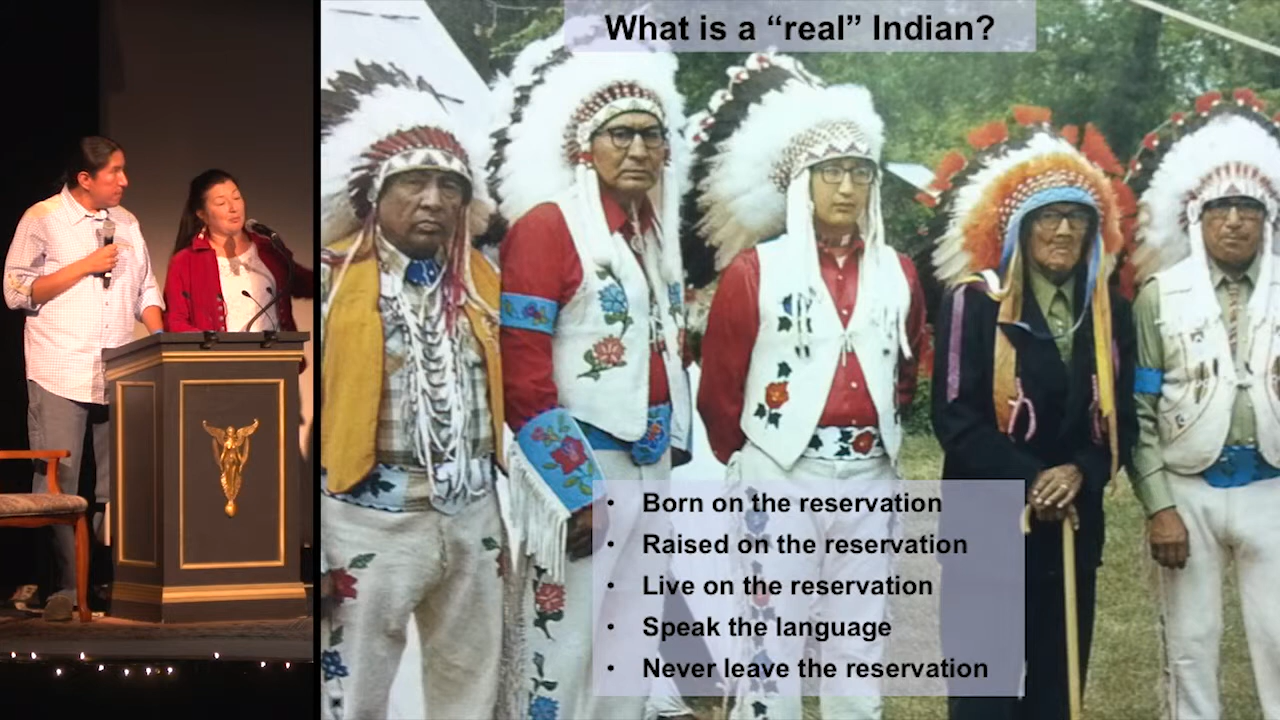 What is a “real” Indian?
• Born on the reservation
• Raised on the reservation
• Live on the reservation
• Speak the language
• Never leave the reservation